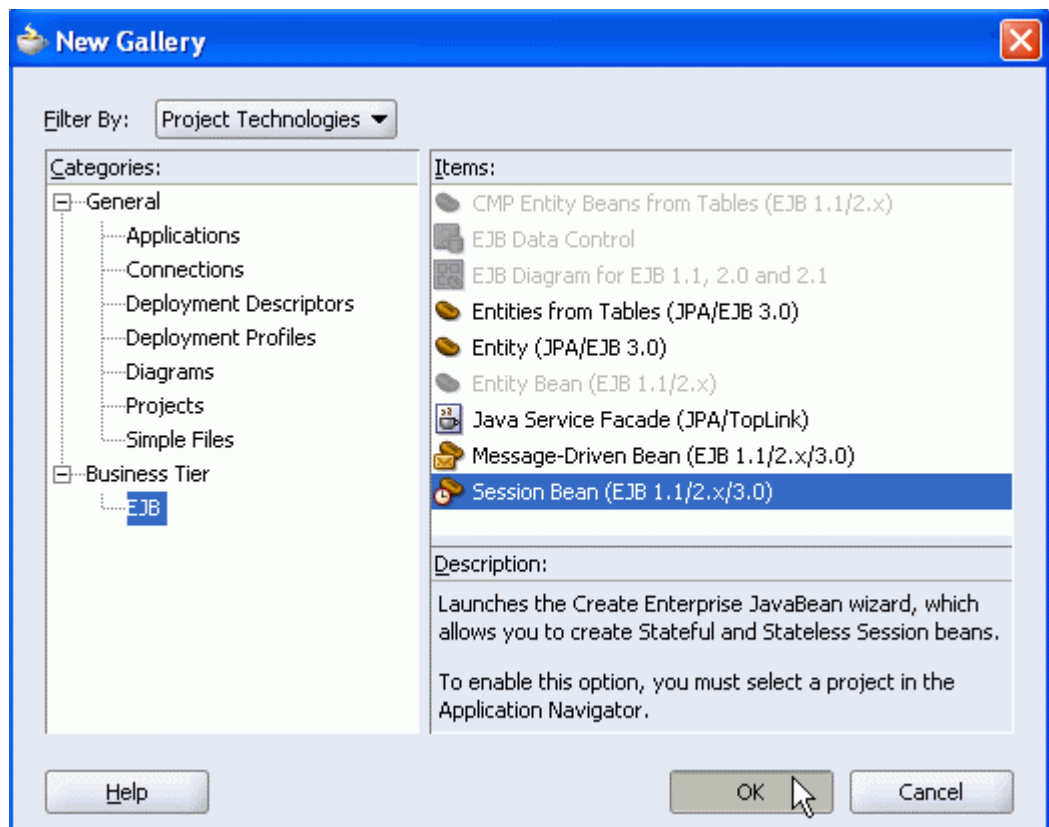 New Gallery
Filter By: Project Technologies
Categories:
General
Applications
Connections
Deployment Descriptors
Deployment Profiles
Diagrams
Projects
Simple Files
Business Tier
EJB
Items:
CMP Entity Beans from Tables (EJB 1.1/2.x)
EJB Data Control
EJB Diagram for EJB 1.1, 2.0 and 2.1
Entities from Tables (JPA/EJB 3.0)
Entity (JPA/EJB 3.0)
Entity Bean (EJB 1.1/2.x)
Java Service Facade (JPA/TopLink)
Message-Driven Bean (EJB 1.1/2.x/3.0)
Session Bean (EJB 1.1/2.x/3.0)
Description:
Launches the Create Enterprise JavaBean wizard, which
allows you to create Stateful and Stateless Session beans.
To enable this option, you must select a project in the
Application Navigator.
Help
OK
Cancel